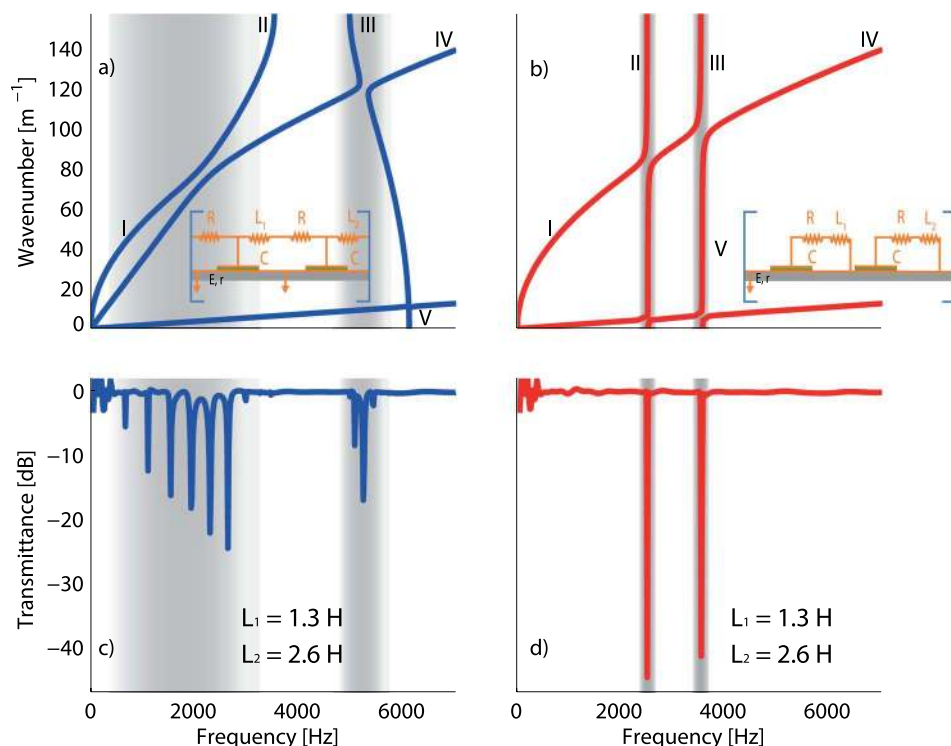 Wavenumber [m⁻¹]
140
120
100
80
60
40
20
0
a)
I
II
III
IV
V
R L₁ R L₂
C C
E, r
b)
I
II
III
IV
V
R L₁ R L₂
C C
E, r
Transmittance [dB]
0
−10
−20
−30
−40
c)
L₁ = 1.3 H
L₂ = 2.6 H
d)
L₁ = 1.3 H
L₂ = 2.6 H
0 2000 4000 6000
Frequency [Hz]
0 2000 4000 6000
Frequency [Hz]